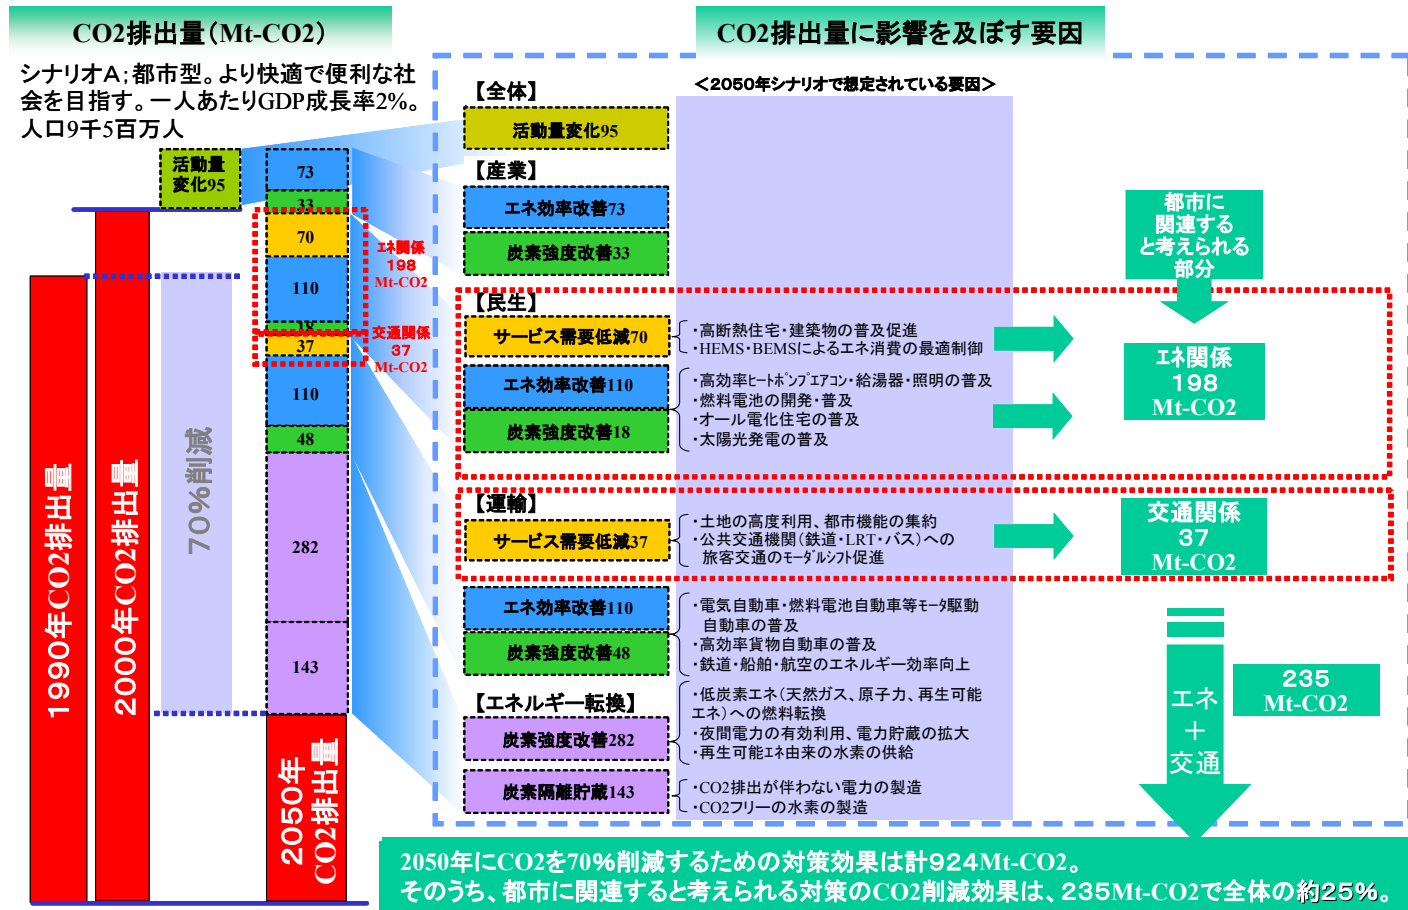 CO2排出量（Mt-CO2）
シナリオA；都市型。より快適で便利な社
会を目指す。一人あたりGDP成長率2%。
人口9千5百万人
活動量
変化95
73
33
70
110
18
37
110
48
282
143
エネ関係
198
Mt-CO2
交通関係
37
Mt-CO2
70％削減
1990年CO2排出量
2000年CO2排出量
2050年
CO2排出量
CO2排出量に影響を及ぼす要因
＜2050年シナリオで想定されている要因＞
【全体】
活動量変化95
【産業】
エネ効率改善73
炭素強度改善33
【民生】
サービス需要低減70
・高断熱住宅・建築物の普及促進
・HEMS・BEMSによるエネ消費の最適制御
エネ効率改善110
炭素強度改善18
・高効率ﾋｰﾄﾎﾟﾝﾌﾟｴｱｺﾝ・給湯器・照明の普及
・燃料電池の開発・普及
・オール電化住宅の普及
・太陽光発電の普及
【運輸】
サービス需要低減37
・土地の高度利用、都市機能の集約
・公共交通機関（鉄道・LRT・バス）への
旅客交通のﾓｰﾀﾞﾙシフト促進
エネ効率改善110
炭素強度改善48
・電気自動車・燃料電池自動車等ﾓｰﾀ駆動
自動車の普及
・高効率貨物自動車の普及
・鉄道・船舶・航空のエネルギー効率向上
【エネルギー転換】
炭素強度改善282
・低炭素エネ（天然ガス、原子力、再生可能
エネ）への燃料転換
・夜間電力の有効利用、電力貯蔵の拡大
・再生可能ｴﾈ由来の水素の供給
炭素隔離貯蔵143
・CO2排出が伴わない電力の製造
・CO2フリーの水素の製造
都市に
関連する
と考えられる
部分
エネ関係
198
Mt-CO2
交通関係
37
Mt-CO2
エネ
＋
交通
235
Mt-CO2
2050年にCO2を70％削減するための対策効果は計924Mt-CO2。
そのうち、都市に関連すると考えられる対策のCO2削減効果は、235Mt-CO2で全体の約25％。